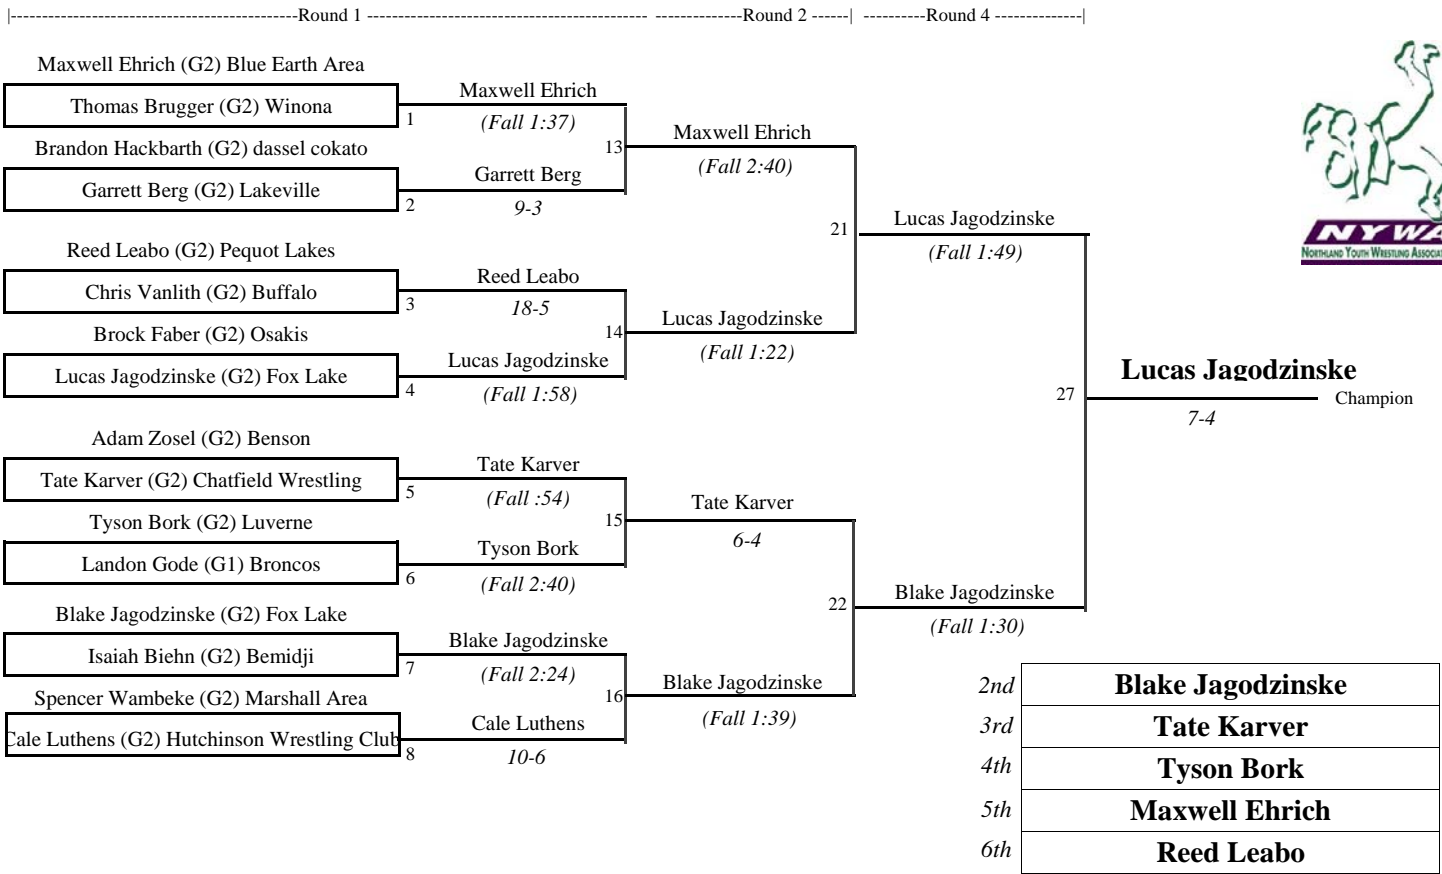 |----------------------------------------------------------Round 1 --------------------------------------------------------- ------------------Round 2 ------| ----------Round 4 --------------|
Maxwell Ehrich (G2) Blue Earth Area
Thomas Brugger (G2) Winona
1
Brandon Hackbarth (G2) dassel cokato
Garrett Berg (G2) Lakeville
2
Reed Leabo (G2) Pequot Lakes
Chris Vanlith (G2) Buffalo
3
Brock Faber (G2) Osakis
Lucas Jagodzinske (G2) Fox Lake
4
Adam Zosel (G2) Benson
Tate Karver (G2) Chatfield Wrestling
5
Tyson Bork (G2) Luverne
Landon Gode (G1) Broncos
6
Blake Jagodzinske (G2) Fox Lake
Isaiah Biehn (G2) Bemidji
7
Spencer Wambeke (G2) Marshall Area
Cale Luthens (G2) Hutchinson Wrestling Club
8
Maxwell Ehrich
(Fall 1:37)
13
Garrett Berg
9-3
Reed Leabo
18-5
14
Lucas Jagodzinske
(Fall 1:58)
Tate Karver
(Fall :54)
15
Tyson Bork
(Fall 2:40)
Blake Jagodzinske
(Fall 2:24)
16
Cale Luthens
10-6
Maxwell Ehrich
(Fall 2:40)
21
Lucas Jagodzinske
(Fall 1:22)
Tate Karver
6-4
22
Blake Jagodzinske
(Fall 1:39)
Lucas Jagodzinske
(Fall 1:49)
27
Blake Jagodzinske
(Fall 1:30)
NYWA
NORTHLAND YOUTH WRESTLING ASSOCIAT
Lucas Jagodzinske
Champion
7-4
2nd Blake Jagodzinske
3rd Tate Karver
4th Tyson Bork
5th Maxwell Ehrich
6th Reed Leabo